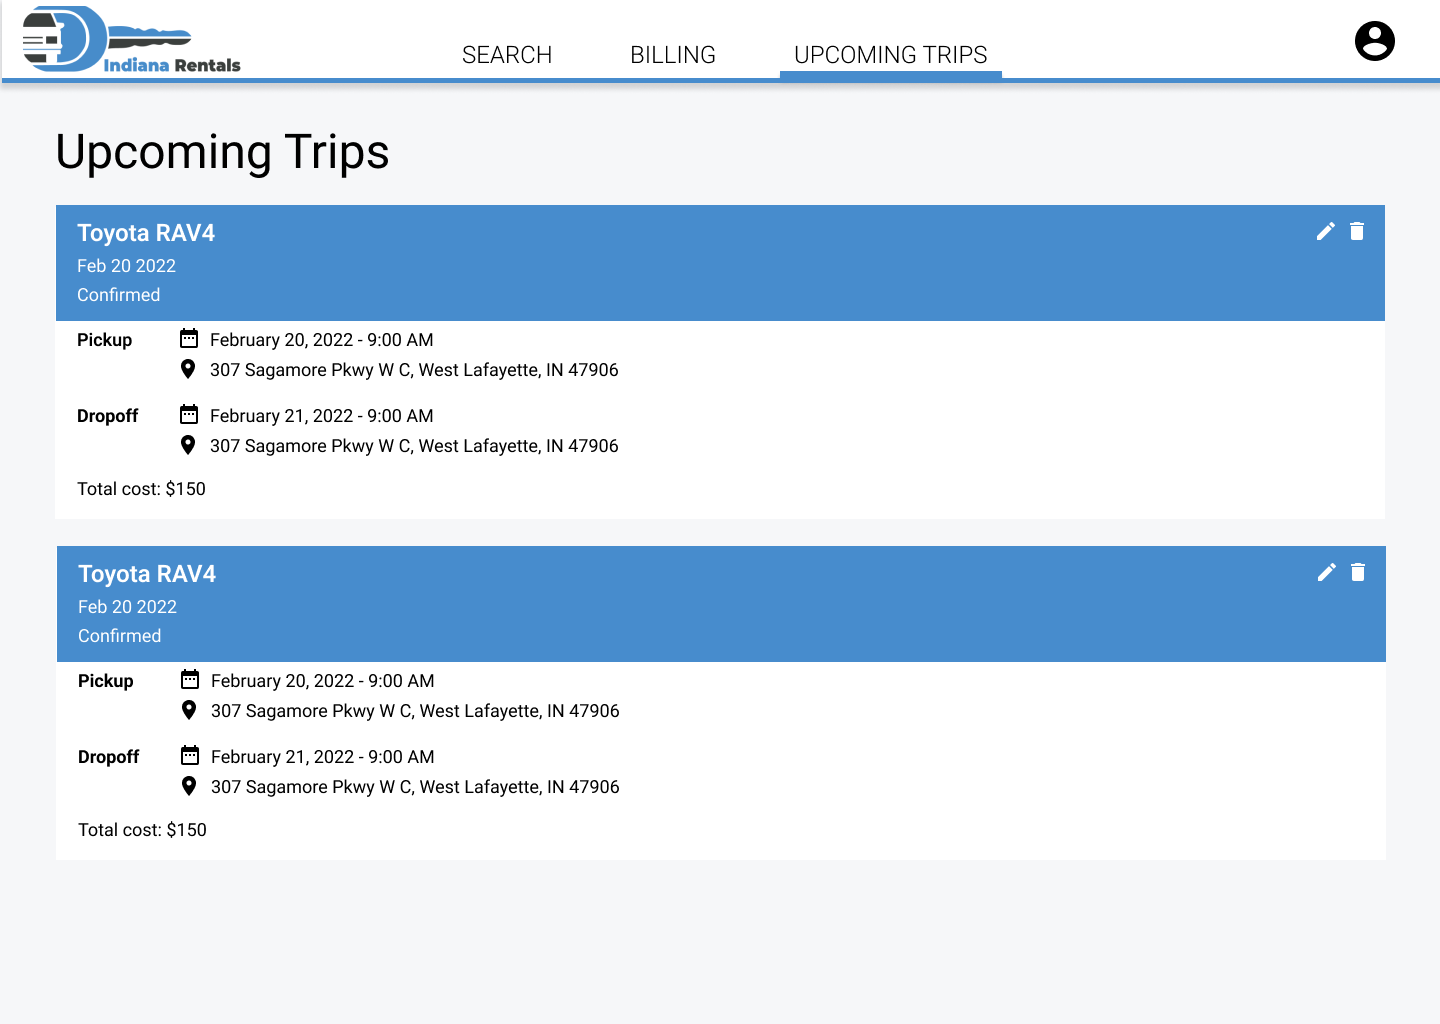 Indiana Rentals
SEARCH
BILLING
UPCOMING TRIPS
Upcoming Trips
Toyota RAV4
Feb 20 2022
Confirmed
Pickup
February 20, 2022 - 9:00 AM
307 Sagamore Pkwy W C, West Lafayette, IN 47906
Dropoff
February 21, 2022 - 9:00 AM
307 Sagamore Pkwy W C, West Lafayette, IN 47906
Total cost: $150
Toyota RAV4
Feb 20 2022
Confirmed
Pickup
February 20, 2022 - 9:00 AM
307 Sagamore Pkwy W C, West Lafayette, IN 47906
Dropoff
February 21, 2022 - 9:00 AM
307 Sagamore Pkwy W C, West Lafayette, IN 47906
Total cost: $150